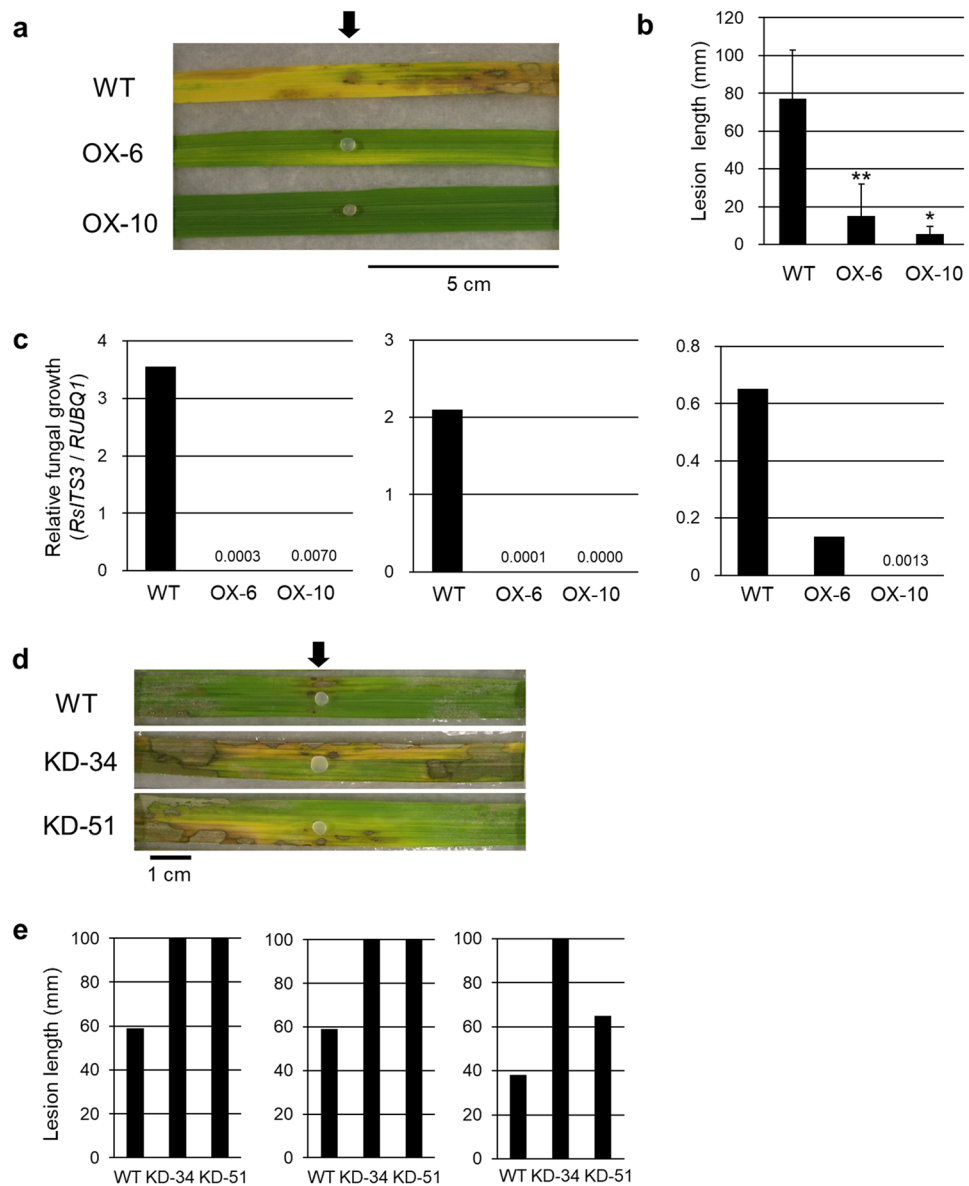 a
WT
OX-6
OX-10
5 cm
b
Lesion length (mm)
120
100
80
60
40
20
0
**
*
WT OX-6 OX-10
c
Relative fungal growth
(RsITS3 / RUBQ1)
4
3
2
1
0
0.0003 0.0070
WT OX-6 OX-10
3
2
1
0
0.0001 0.0000
WT OX-6 OX-10
0.8
0.6
0.4
0.2
0
0.0013
WT OX-6 OX-10
d
WT
KD-34
KD-51
1 cm
e
Lesion length (mm)
100
80
60
40
20
0
WT KD-34 KD-51
100
80
60
40
20
0
WT KD-34 KD-51
100
80
60
40
20
0
WT KD-34 KD-51